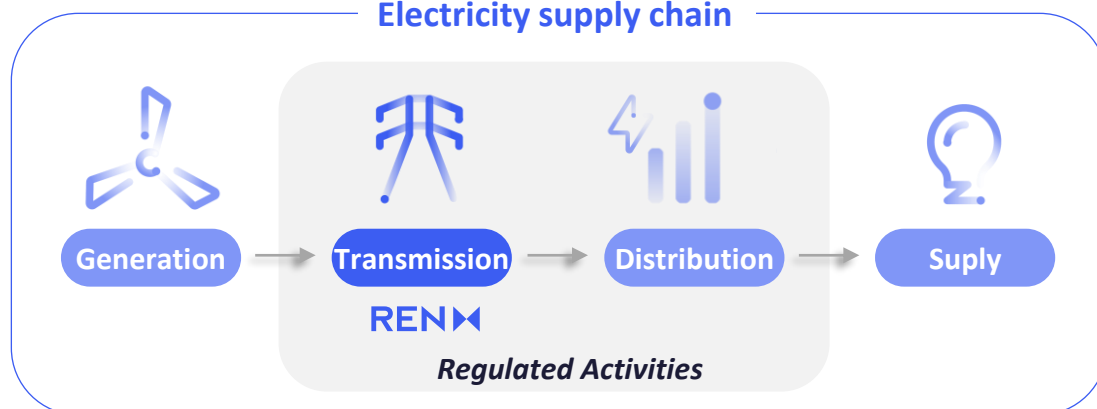 Electricity supply chain
Generation
Transmission
Distribution
Suply
REN
Regulated Activities